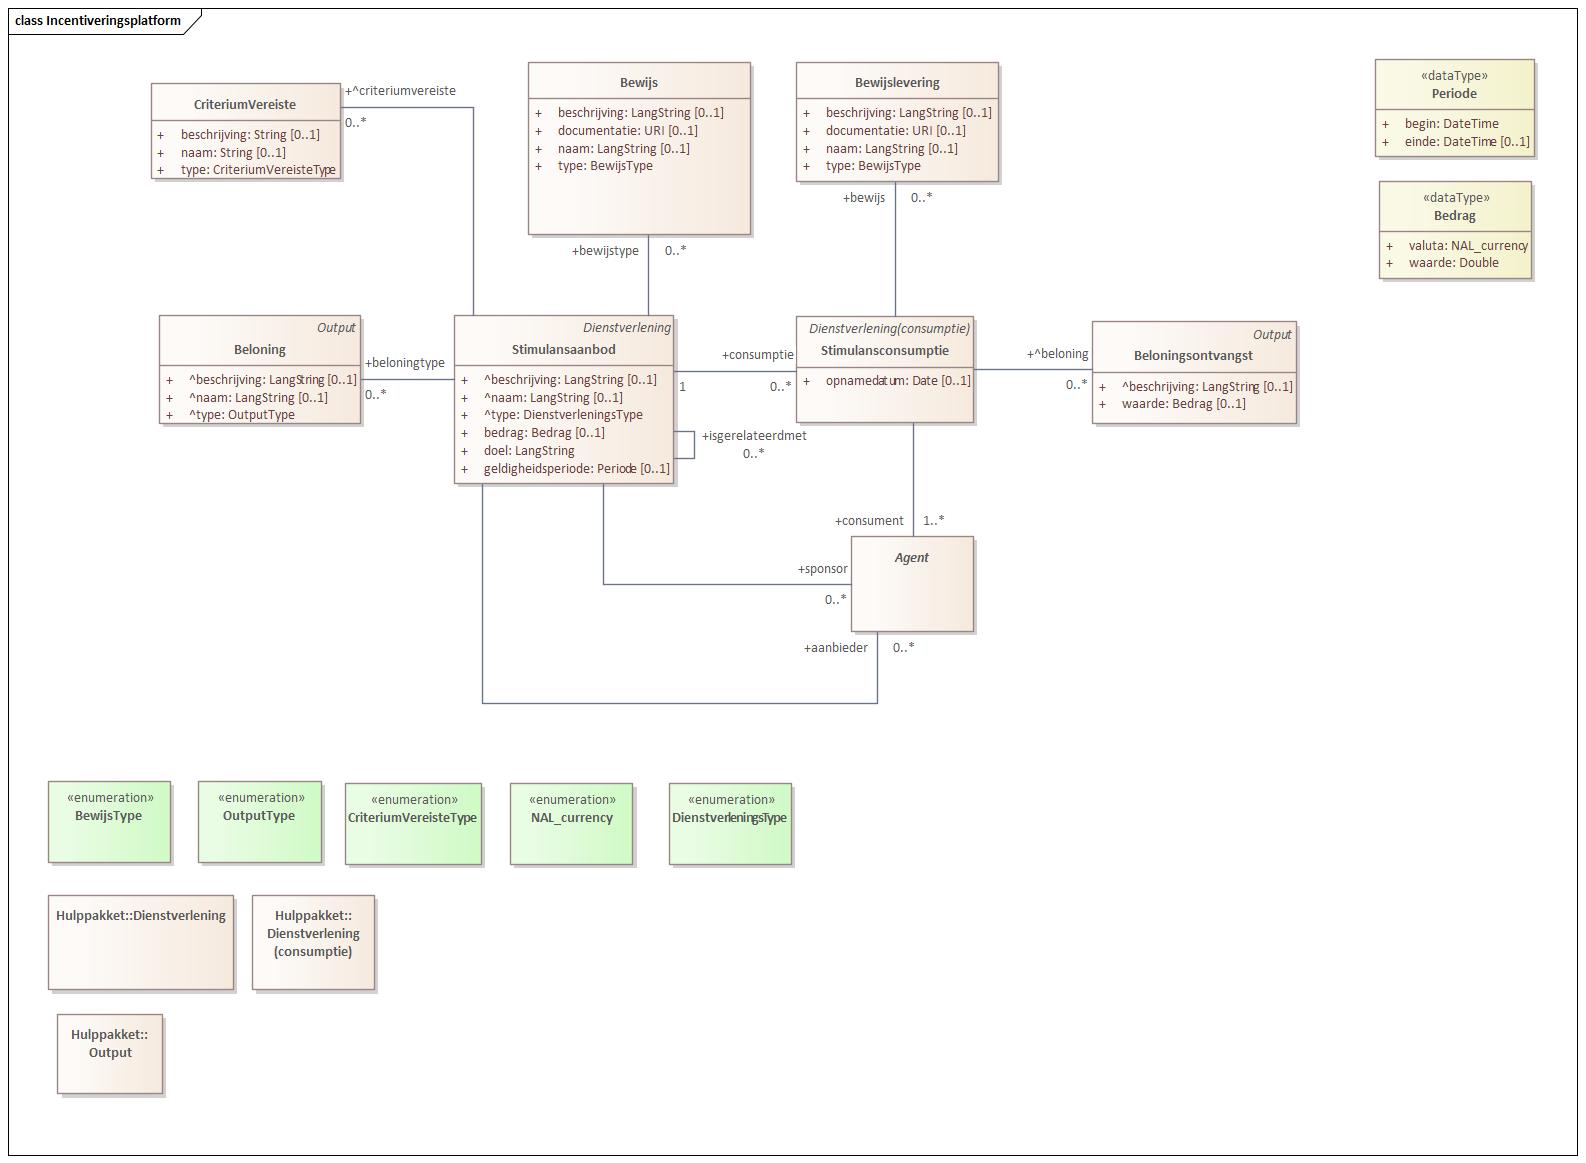 class Incentiveringsplatform
CriteriumVereiste
+ beschrijving: String [0..1]
+ naam: String [0..1]
+ type: CriteriumVereisteType
+^criteriumvereiste
0..*
Bewijs
+ beschrijving: LangString [0..1]
+ documentatie: URI [0..1]
+ naam: LangString [0..1]
+ type: BewijsType
+bewijstype 0..*
Bewijslevering
+ beschrijving: LangString [0..1]
+ documentatie: URI [0..1]
+ naam: LangString [0..1]
+ type: BewijsType
+bewijs 0..*
«dataType»
Periode
+ begin: DateTime
+ einde: DateTime [0..1]
«dataType»
Bedrag
+ valuta: NAL_currency
+ waarde: Double
Output
Beloning
+ ^beschrijving: LangString [0..1]
+ ^naam: LangString [0..1]
+ ^type: OutputType
+beloningtype
0..*
Dienstverlening
Stimulansaanbod
+ ^beschrijving: LangString [0..1]
+ ^naam: LangString [0..1]
+ ^type: DienstverleningsType
+ bedrag: Bedrag [0..1]
+ doel: LangString
+ geldigheidsperiode: Periode [0..1]
+consumptie
1 0..*
+isgerelateerdmet
0..*
Dienstverlening(consumptie)
Stimulansconsumptie
+ opnamedatum: Date [0..1]
+^beloning
0..*
Output
Beloningsontvangst
+ ^beschrijving: LangString [0..1]
+ waarde: Bedrag [0..1]
+consument 1..*
Agent
+sponsor
0..*
+aanbieder 0..*
«enumeration»
BewijsType
«enumeration»
OutputType
«enumeration»
CriteriumVereisteType
«enumeration»
NAL_currency
«enumeration»
DienstverleningsType
Hulppakket::Dienstverlening
Hulppakket::
Dienstverlening
(consumptie)
Hulppakket::
Output